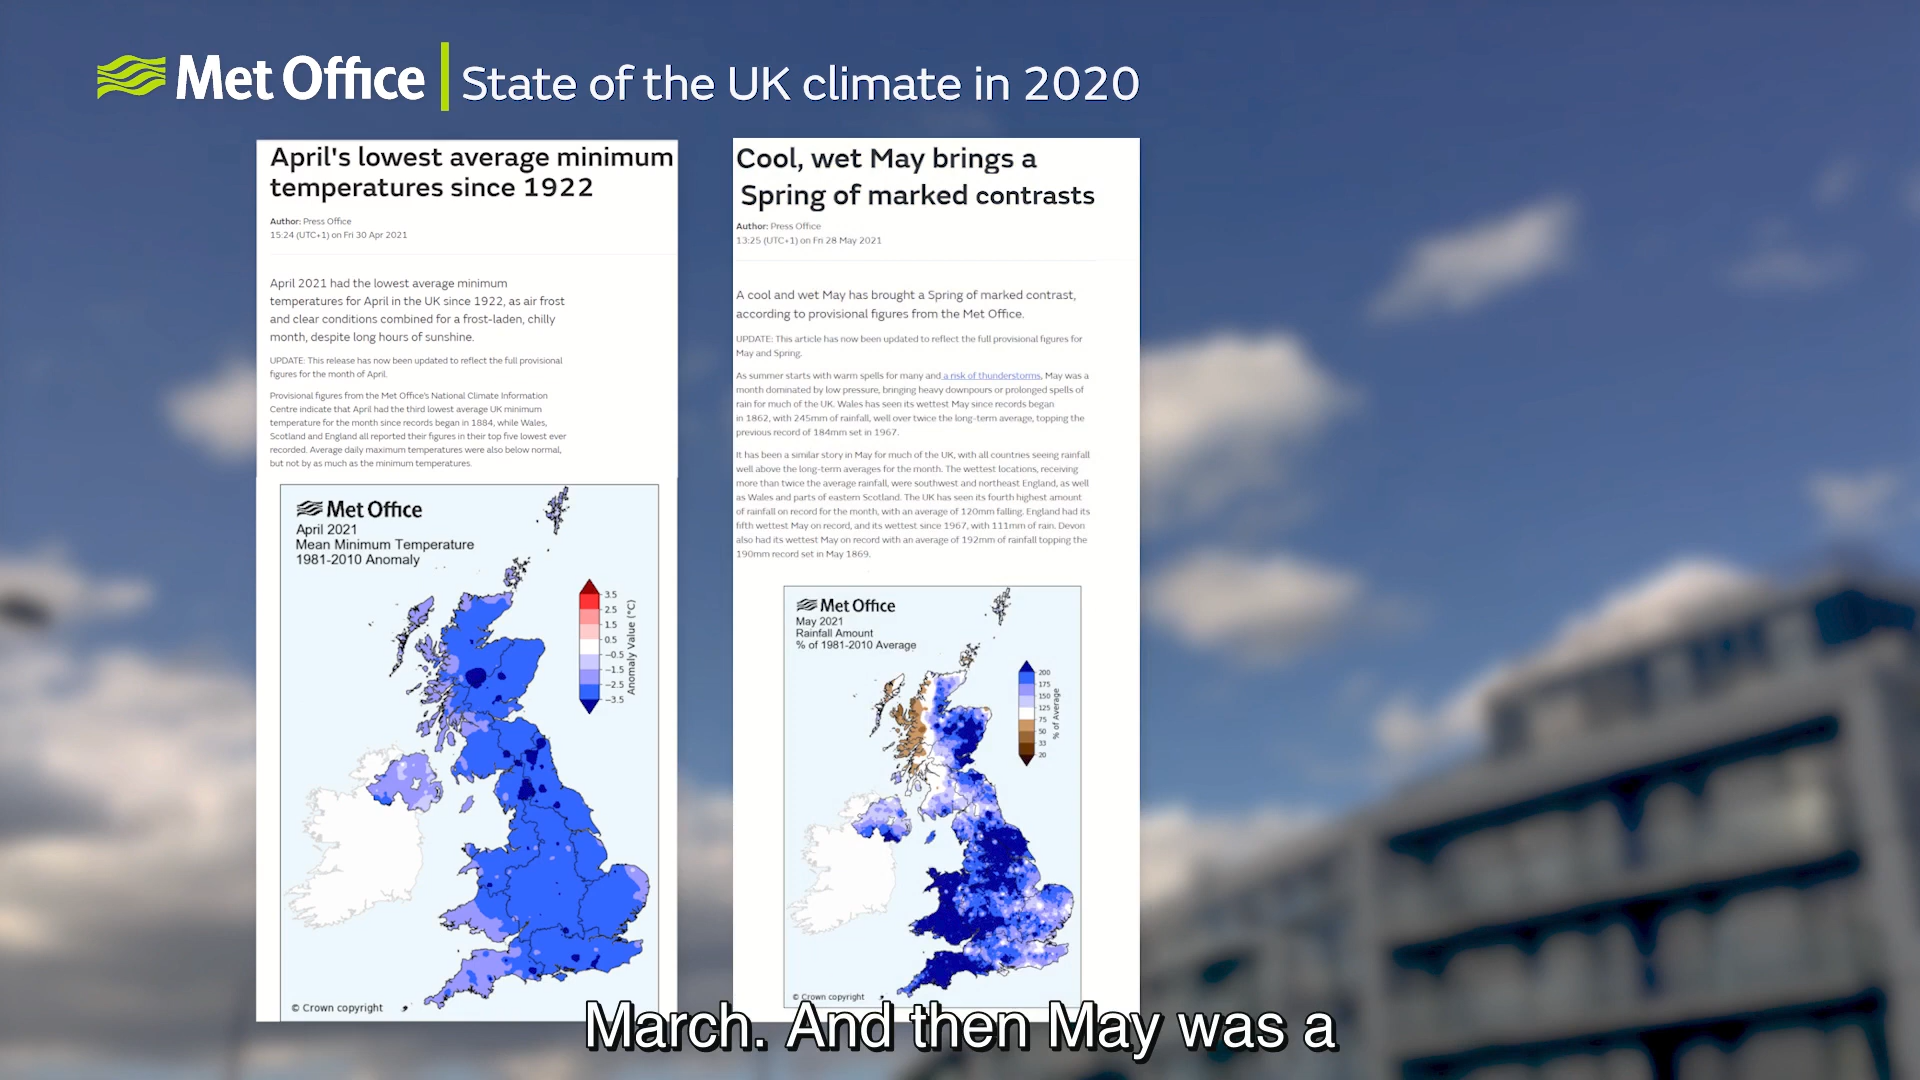 Met Office State of the UK climate in 2020
April's lowest average minimum
temperatures since 1922
Author: Press Office
15:24 (UTC+1) on Fri 30 Apr 2021
April 2021 had the lowest average minimum
temperatures for April in the UK since 1922, as air frost
and clear conditions combined for a frost-laden, chilly
month, despite long hours of sunshine.
UPDATE: This release has now been updated to reflect the full provisional
figures for the month of April.
Provisional figures from the Met Office's National Climate Information
Centre indicate that April had the third lowest average UK minimum
temperature for the month since records began in 1884, while Wales,
Scotland and England all reported their figures in their top five lowest ever
recorded. Average daily maximum temperatures were also below normal,
but not by as much as the minimum temperatures.
Met Office
April 2021
Mean Minimum Temperature
1981-2010 Anomaly
3.5
2.5
1.5
0.5
−0.5
−1.5
−2.5
−3.5
Anomaly Value (°C)
© Crown copyright
Cool, wet May brings a
Spring of marked contrasts
Author: Press Office
13:25 (UTC+1) on Fri 28 May 2021
A cool and wet May has brought a Spring of marked contrast,
according to provisional figures from the Met Office.
UPDATE: This article has now been updated to reflect the full provisional figures for
May and Spring.
As summer starts with warm spells for many and a risk of thunderstorms, May was a
month dominated by low pressure, bringing heavy downpours or prolonged spells of
rain for much of the UK. Wales has seen its wettest May since records began
in 1862, with 245mm of rainfall, well over twice the long-term average, topping the
previous record of 184mm set in 1967.
It has been a similar story in May for much of the UK, with all countries seeing rainfall
well above the long-term averages for the month. The wettest locations, receiving
more than twice the average rainfall, were southwest and northeast England, as well
as Wales and parts of eastern Scotland. The UK has seen its fourth highest amount
of rainfall on record for the month, with an average of 120mm falling. England had its
fifth wettest May on record, and its wettest since 1967, with 111mm of rain. Devon
also had its wettest May on record with an average of 192mm of rainfall topping the
190mm record set in May 1869.
Met Office
May 2021
Rainfall Amount
% of 1981-2010 Average
200
175
150
125
75
50
33
20
% of Average
© Crown copyright
March. And then May was a